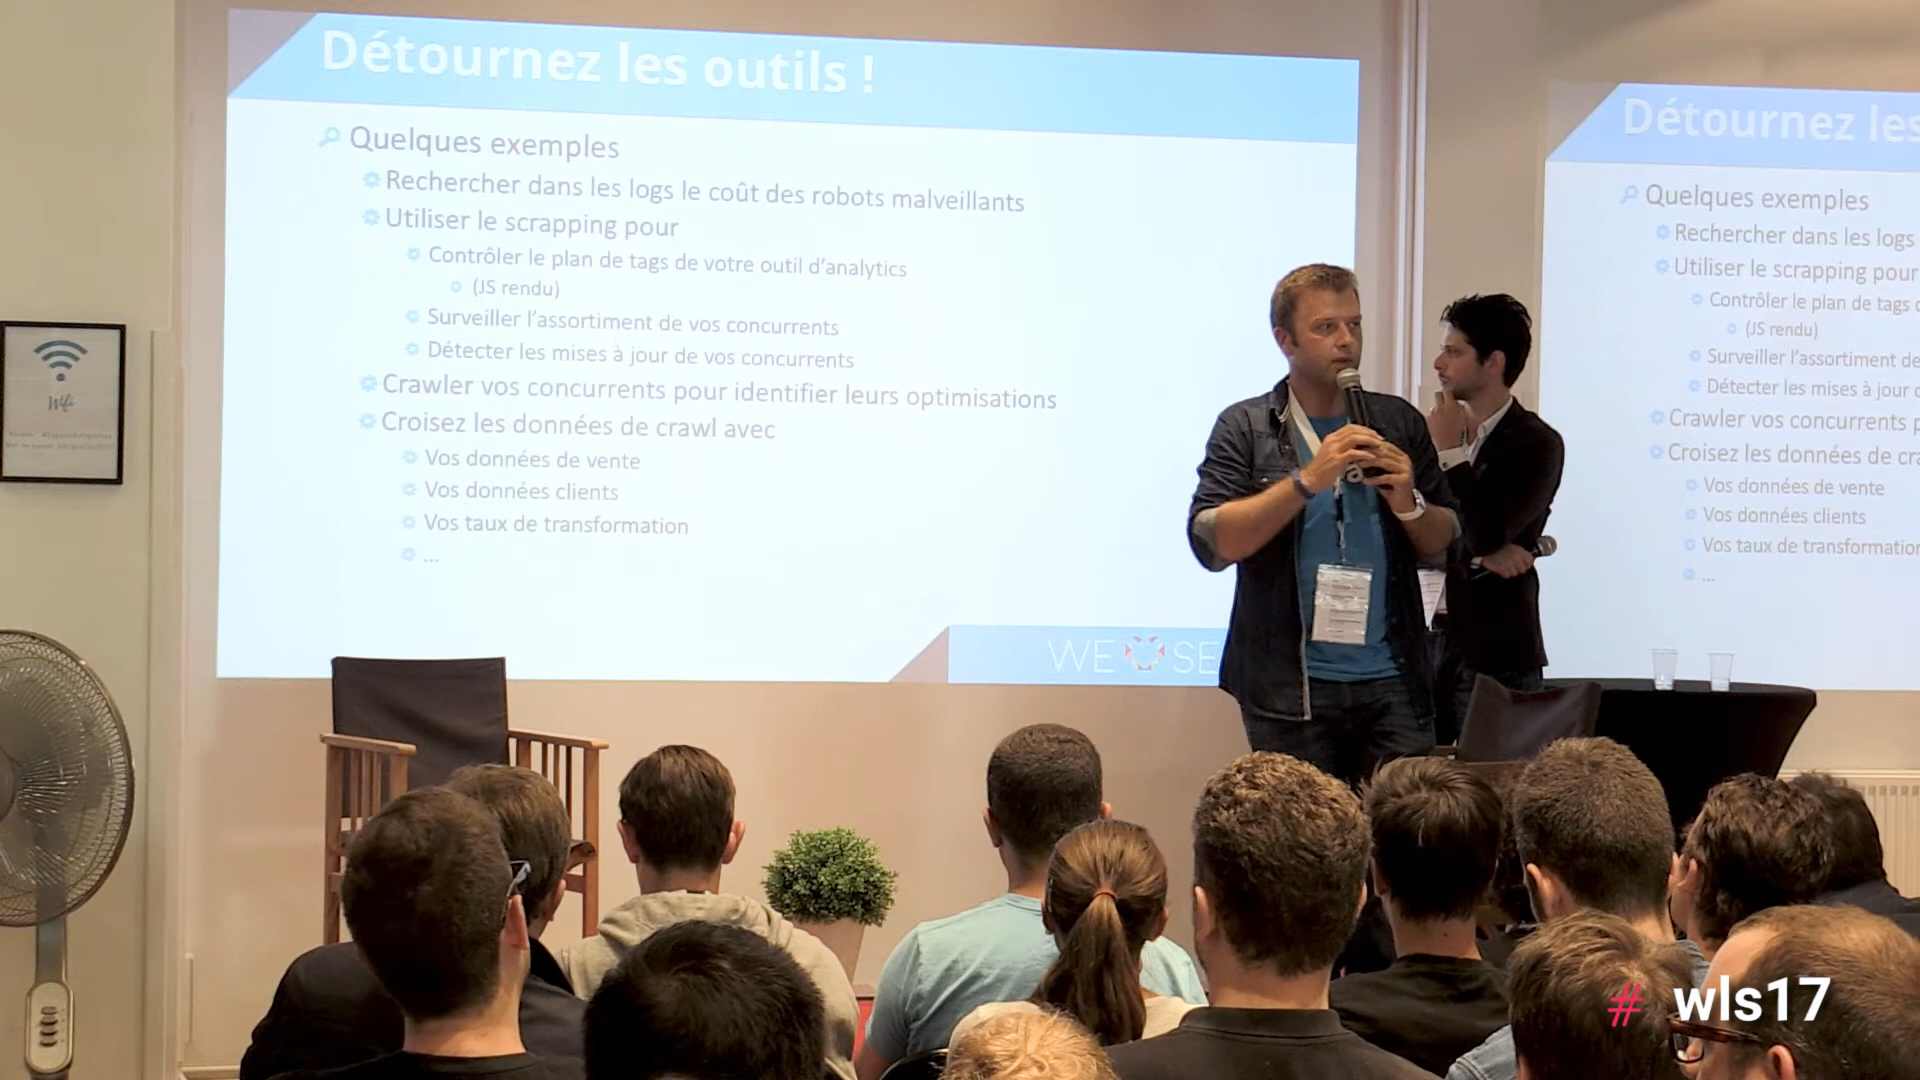 Détournez les outils !
Quelques exemples
Rechercher dans les logs le coût des robots malveillants
Utiliser le scrapping pour
Contrôler le plan de tags de votre outil d'analytics
(JS rendu)
Surveiller l'assortiment de vos concurrents
Détecter les mises à jour de vos concurrents
Crawler vos concurrents pour identifier leurs optimisations
Croisez les données de crawl avec
Vos données de vente
Vos données clients
Vos taux de transformation
...
WE SE
Détournez les
Quelques exemples
Rechercher dans les logs
Utiliser le scrapping pour
Contrôler le plan de tags
(JS rendu)
Surveiller l'assortiment de
Détecter les mises à jour
Crawler vos concurrents
Croisez les données de
Vos données de vente
Vos données clients
Vos taux de transformation
...
Wifi
# wls17